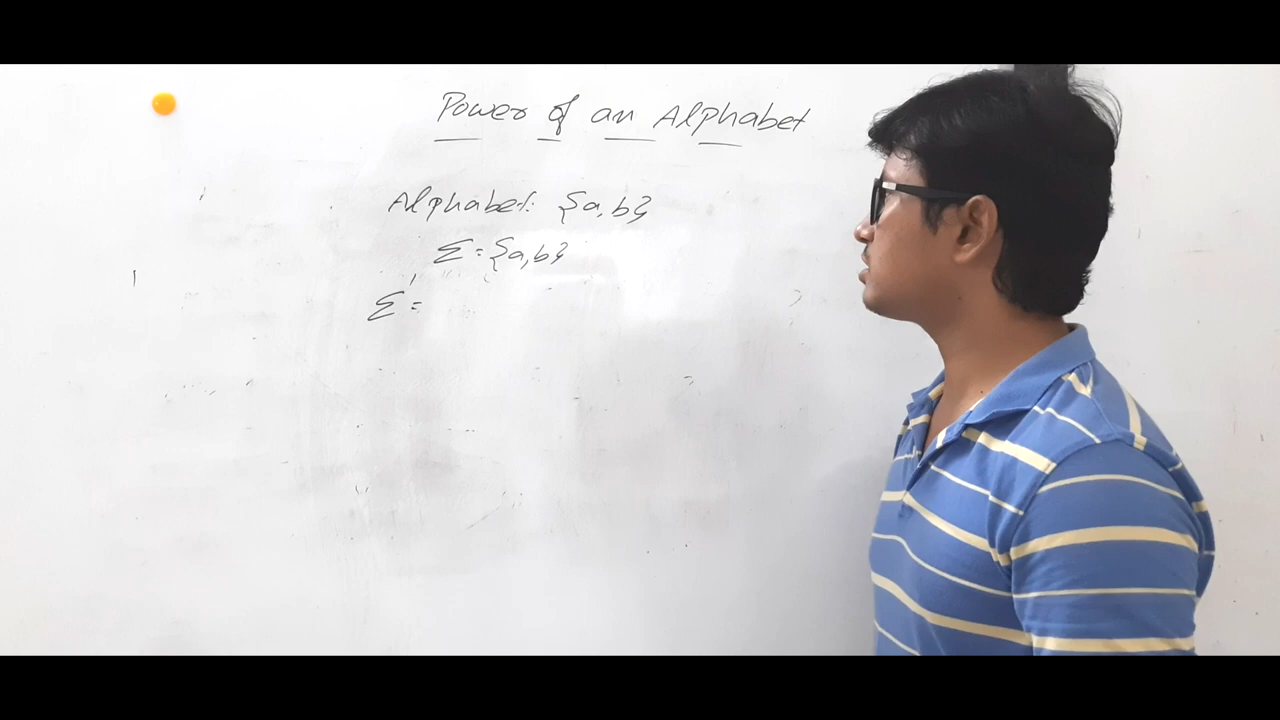 Power of an Alphabet
Alphabet: {a,b}
Σ={a,b}
Σ¹=